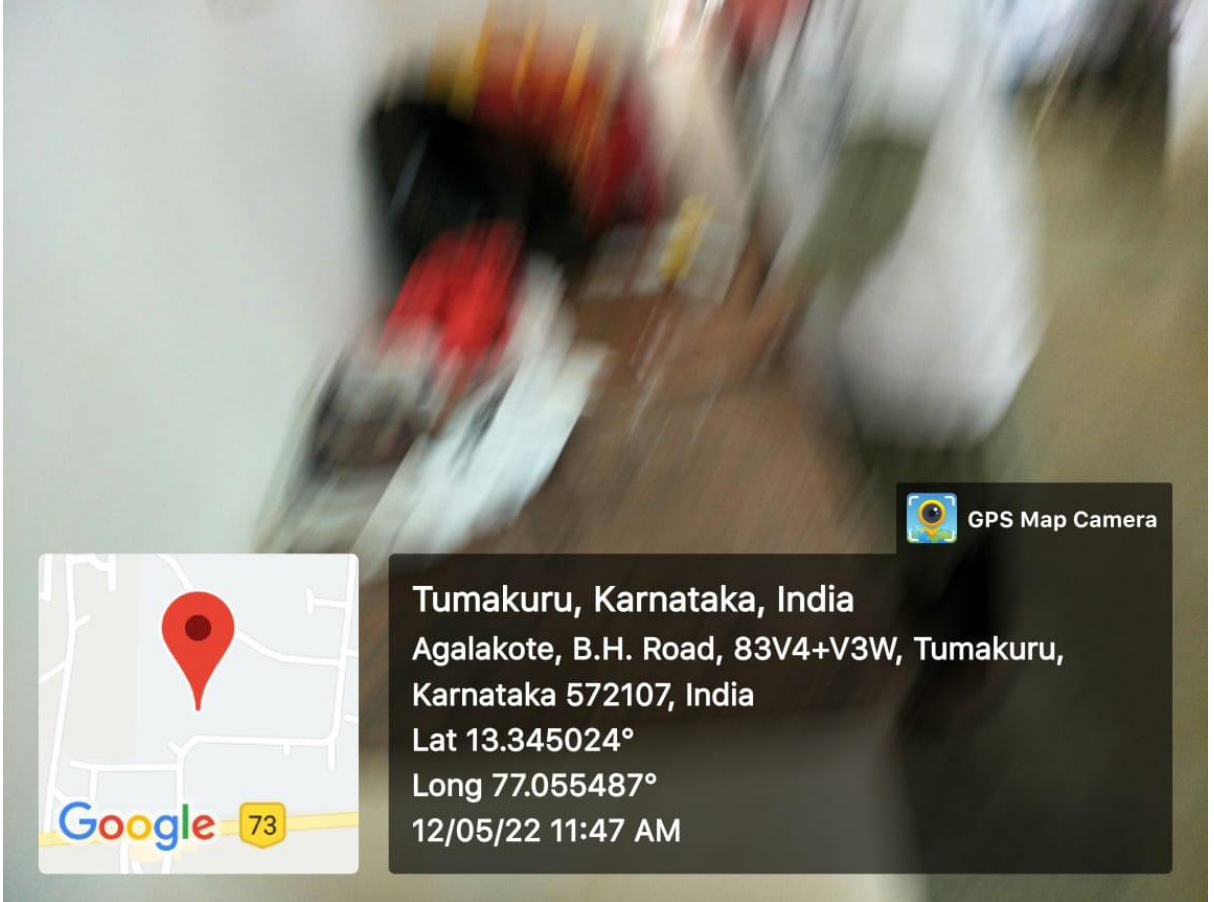 GPS Map Camera
Tumakuru, Karnataka, India
Agalakote, B.H. Road, 83V4+V3W, Tumakuru,
Karnataka 572107, India
Lat 13.345024°
Long 77.055487°
12/05/22 11:47 AM
Google
73